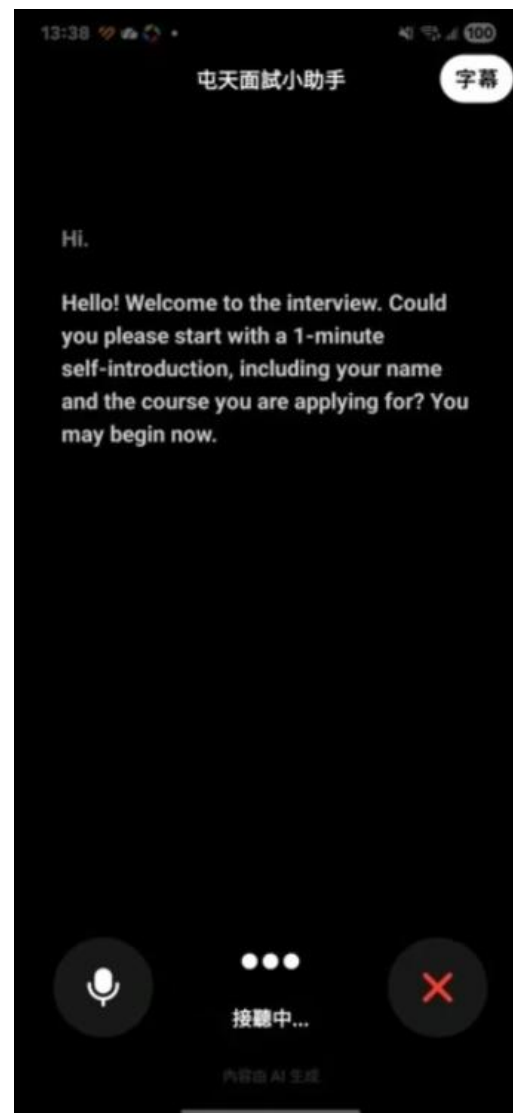 13:38
100
屯天面試小助手
字幕
Hi.
Hello! Welcome to the interview. Could
you please start with a 1-minute
self-introduction, including your name
and the course you are applying for? You
may begin now.
接聽中...
內容由 AI 生成